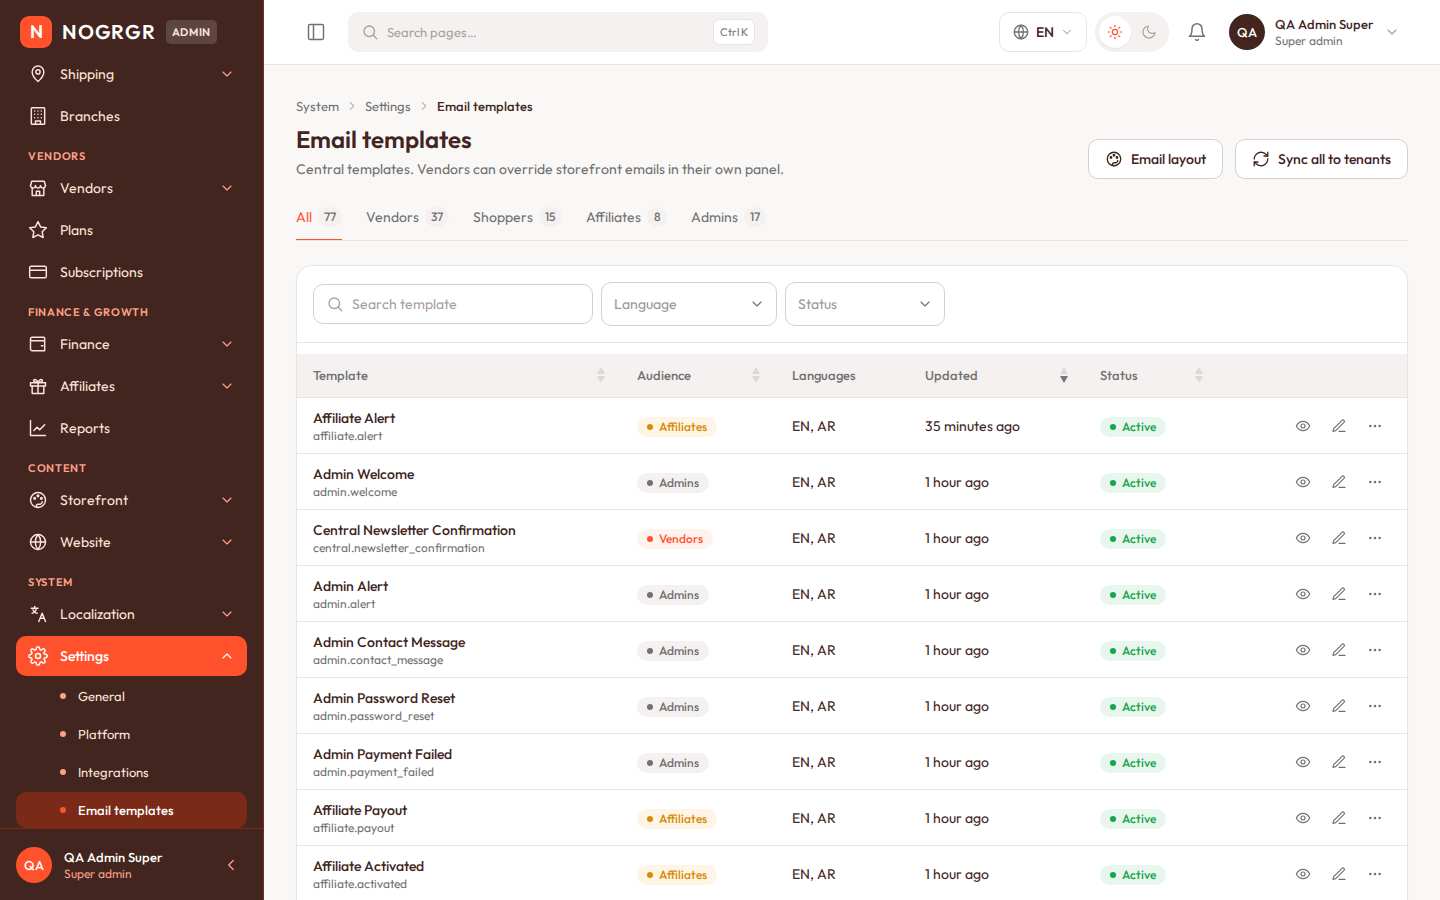 N NOGRGR ADMIN
Shipping
Branches
VENDORS
Vendors
Plans
Subscriptions
FINANCE & GROWTH
Finance
Affiliates
Reports
CONTENT
Storefront
Website
SYSTEM
Localization
Settings
General
Platform
Integrations
Email templates
QA QA Admin Super
Super admin
Search pages... Ctrl K
EN
QA QA Admin Super
Super admin
System > Settings > Email templates
Email templates
Central templates. Vendors can override storefront emails in their own panel.
Email layout
Sync all to tenants
All 77 Vendors 37 Shoppers 15 Affiliates 8 Admins 17
Search template Language Status
Template Audience Languages Updated Status
Affiliate Alert
affiliate.alert
Affiliates EN, AR 35 minutes ago Active
Admin Welcome
admin.welcome
Admins EN, AR 1 hour ago Active
Central Newsletter Confirmation
central.newsletter_confirmation
Vendors EN, AR 1 hour ago Active
Admin Alert
admin.alert
Admins EN, AR 1 hour ago Active
Admin Contact Message
admin.contact_message
Admins EN, AR 1 hour ago Active
Admin Password Reset
admin.password_reset
Admins EN, AR 1 hour ago Active
Admin Payment Failed
admin.payment_failed
Admins EN, AR 1 hour ago Active
Affiliate Payout
affiliate.payout
Affiliates EN, AR 1 hour ago Active
Affiliate Activated
affiliate.activated
Affiliates EN, AR 1 hour ago Active